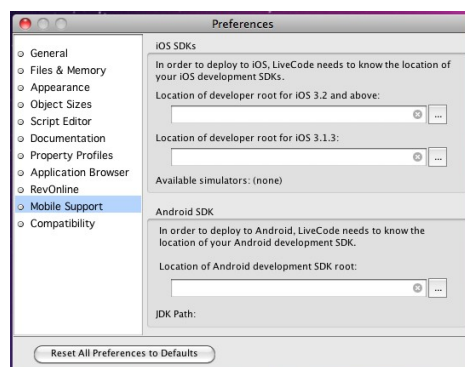 Preferences
General
Files & Memory
Appearance
Object Sizes
Script Editor
Documentation
Property Profiles
Application Browser
RevOnline
Mobile Support
Compatibility
iOS SDKs
In order to deploy to iOS, LiveCode needs to know the location of
your iOS development SDKs.
Location of developer root for iOS 3.2 and above:
...
Location of developer root for iOS 3.1.3:
...
Available simulators: (none)
Android SDK
In order to deploy to Android, LiveCode needs to know the
location of your Android development SDK.
Location of Android development SDK root:
...
JDK Path:
Reset All Preferences to Defaults